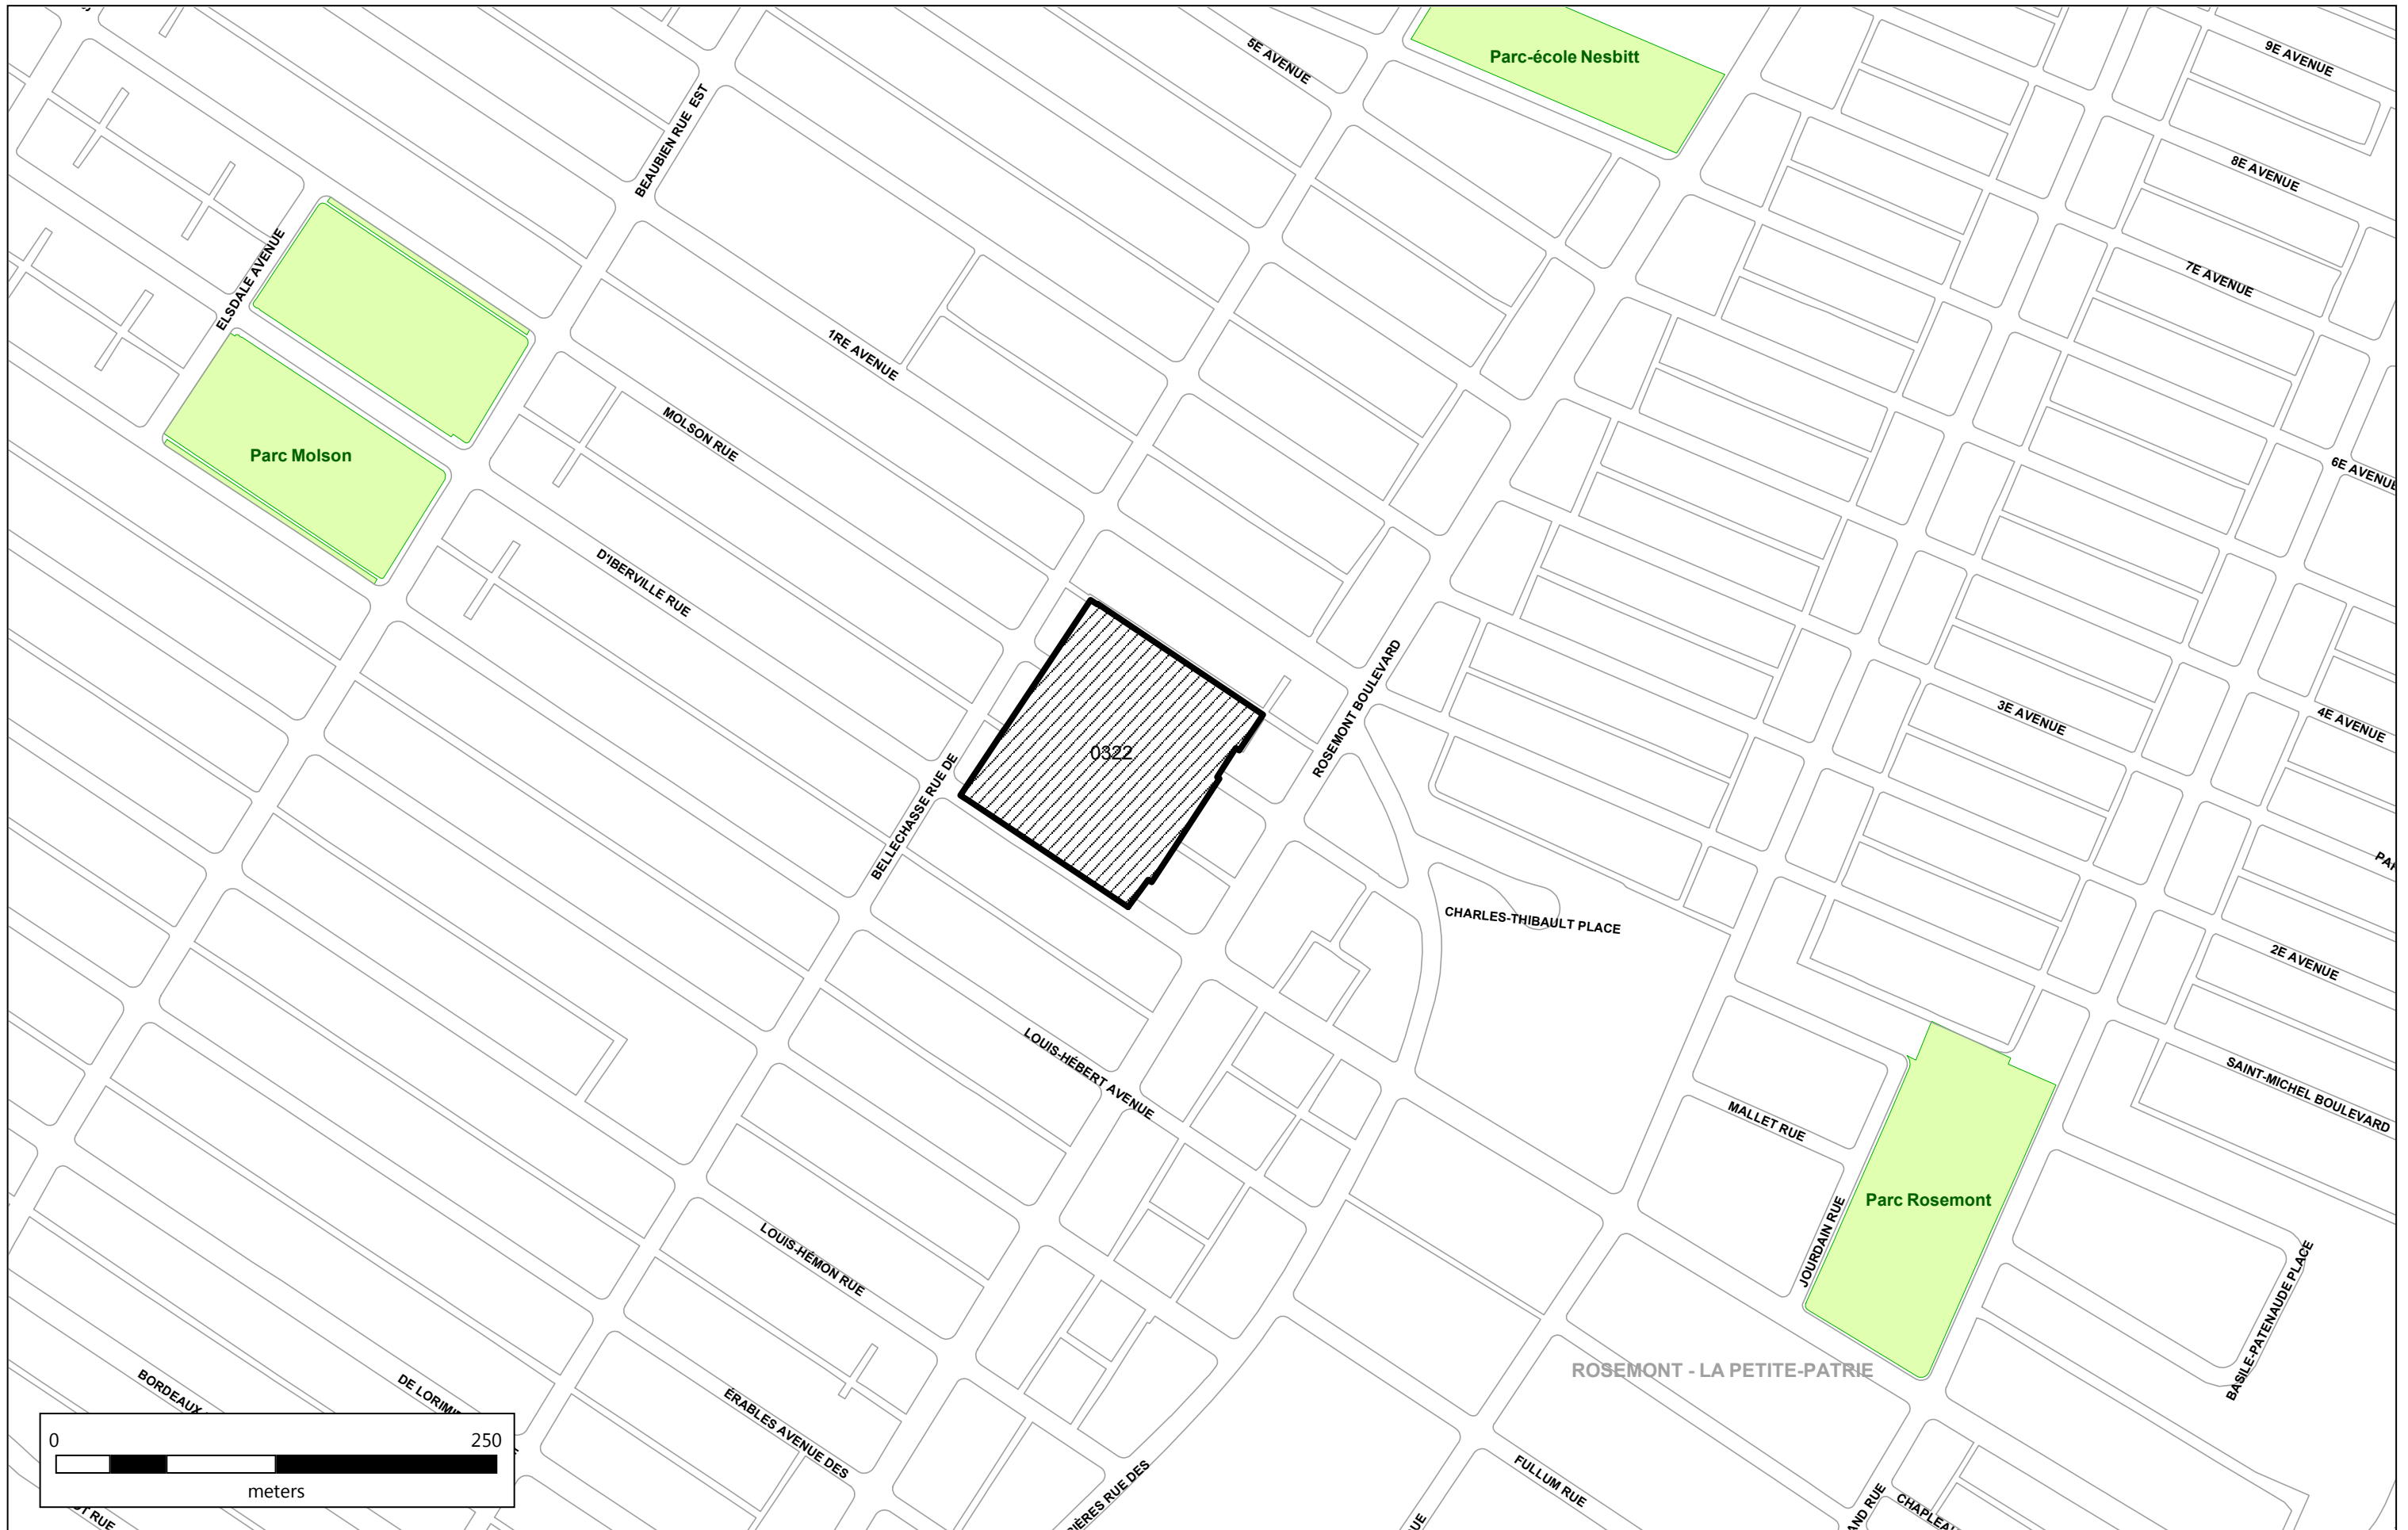 5E AVENUE
Parc-école Nesbitt
9E AVENUE
BEAUBIEN RUE EST
8E AVENUE
ELSDALE AVENUE
7E AVENUE
1RE AVENUE
MOLSON RUE
Parc Molson
6E AVENUE
D'IBERVILLE RUE
ROSEMONT BOULEVARD
3E AVENUE
4E AVENUE
0322
BELLECHASSE RUE DE
CHARLES-THIBAULT PLACE
2E AVENUE
LOUIS-HÉBERT AVENUE
SAINT-MICHEL BOULEVARD
MALLET RUE
Parc Rosemont
JOURDAIN RUE
LOUIS-HÉMON RUE
BASILE-PATENAUDE PLACE
ROSEMONT - LA PETITE-PATRIE
BORDEAUX
ÉRABLES AVENUE DES
0 250
meters
FULLUM RUE
RUE